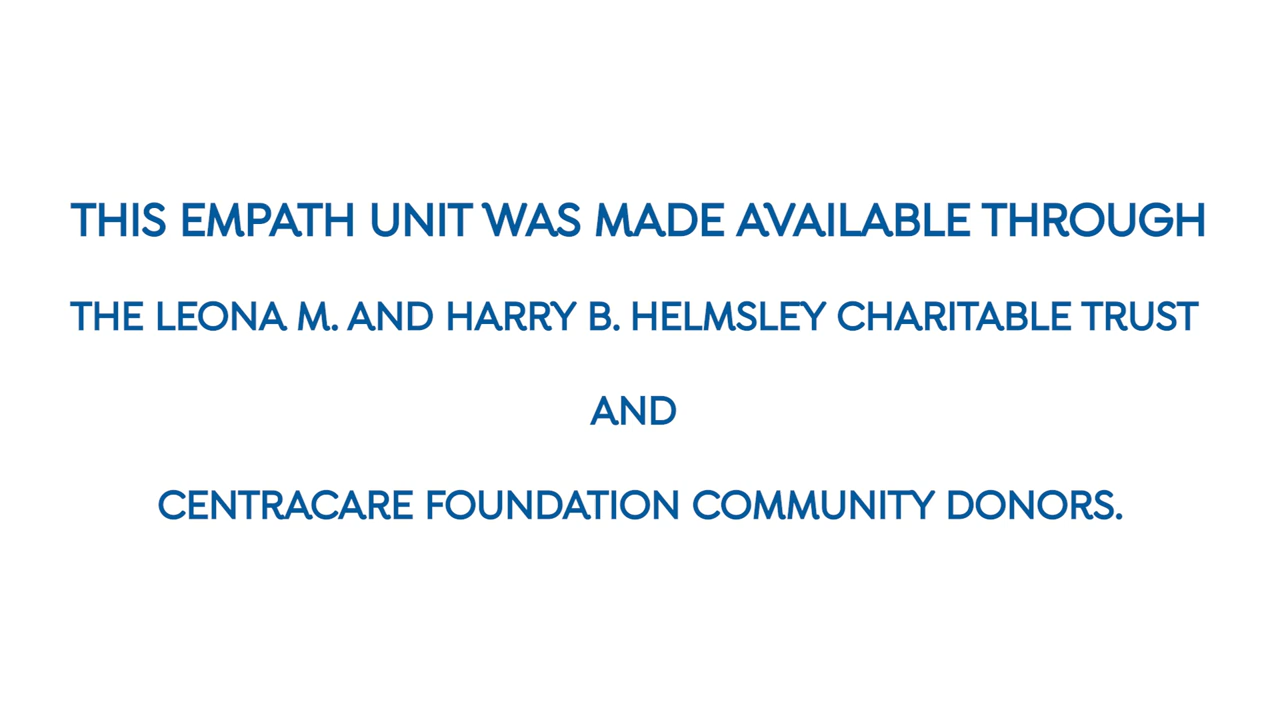 THIS EMPATH UNIT WAS MADE AVAILABLE THROUGH
THE LEONA M. AND HARRY B. HELMSLEY CHARITABLE TRUST
AND
CENTRACARE FOUNDATION COMMUNITY DONORS.